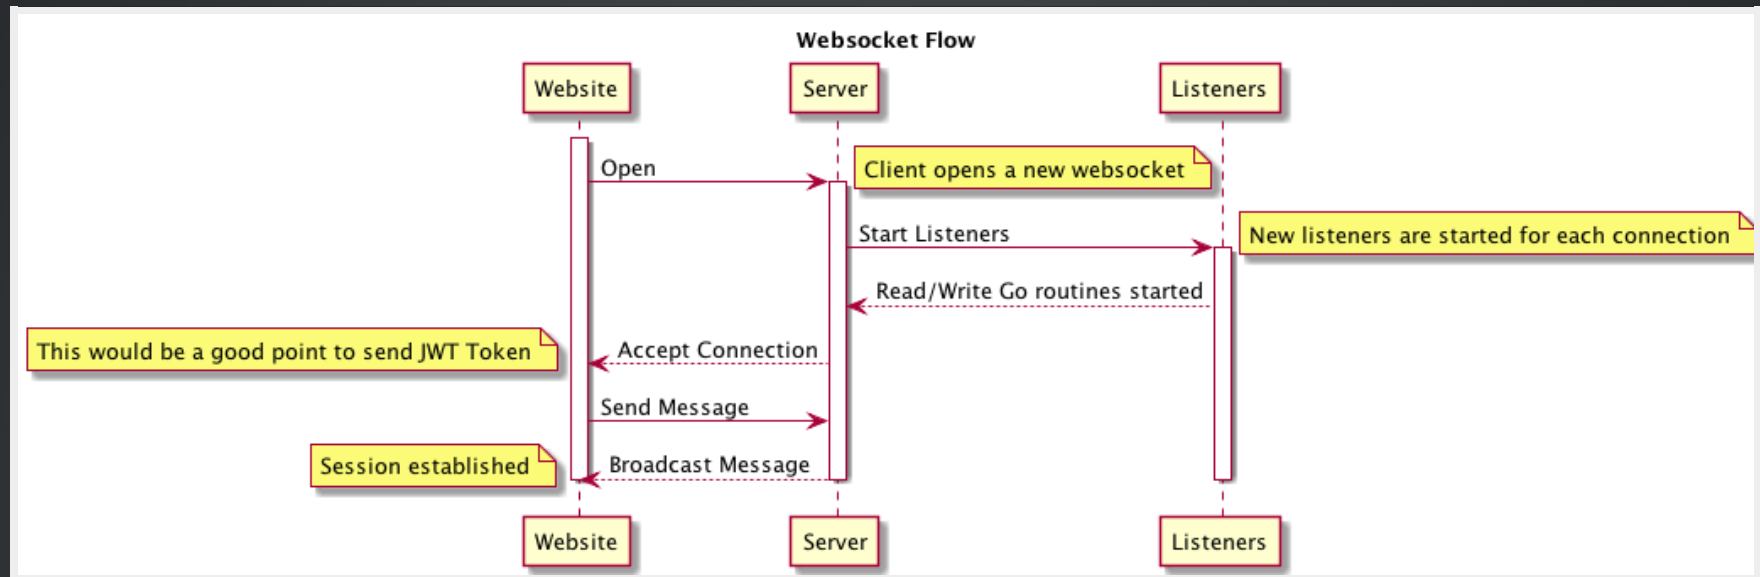 Websocket Flow
Website
Server
Listeners
Open
Client opens a new websocket
Start Listeners
New listeners are started for each connection
Read/Write Go routines started
This would be a good point to send JWT Token
Accept Connection
Send Message
Session established
Broadcast Message
Website
Server
Listeners